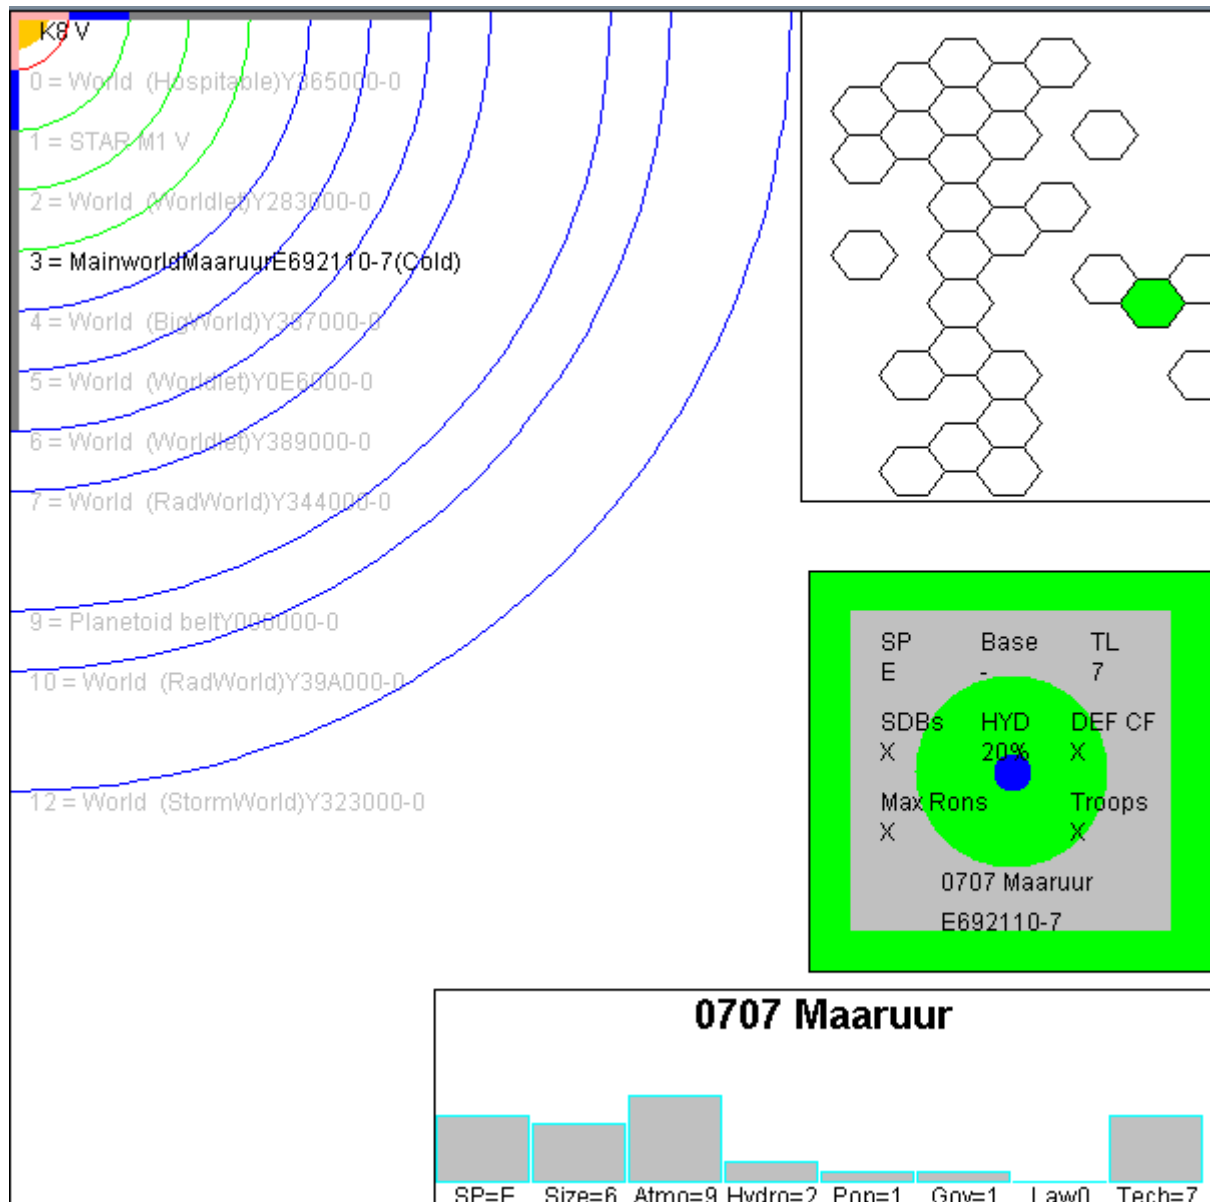 K8 V
0 = World (Hospitable)Y365000-0
1 = STAR M1 V
2 = World (Worldlet)Y283000-0
3 = MainworldMaaruurE692110-7(Cold)
4 = World (BigWorld)Y387000-0
5 = World (Worldlet)Y0E6000-0
6 = World (Worldlet)Y389000-0
7 = World (RadWorld)Y344000-0
9 = Planetoid beltY000000-0
10 = World (RadWorld)Y39A000-0
12 = World (StormWorld)Y323000-0
SP Base TL
E - 7
SDBs HYD DEF CF
X 20% X
Max Rons Troops
X X
0707 Maaruur
E692110-7
0707 Maaruur
SP=E Size=6 Atmo=9 Hydro=2 Pop=1 Gov=1 Law0 Tech=7